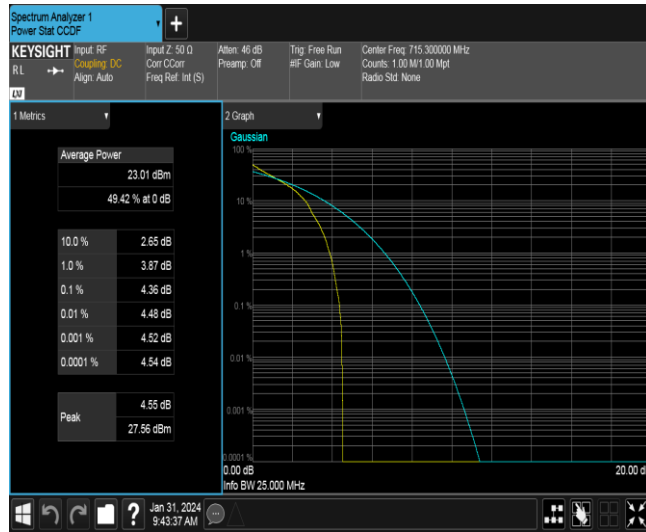 Spectrum Analyzer 1
Power Stat CCDF
+
KEYSIGHT
RL
LXI
Input: RF
Coupling: DC
Align: Auto
Input Z: 50 Ω
Corr CCorr
Freq Ref: Int (S)
Atten: 46 dB
Preamp: Off
Trig: Free Run
#IF Gain: Low
Center Freq: 715.300000 MHz
Counts: 1.00 M/1.00 Mpt
Radio Std: None
1 Metrics
Average Power
23.01 dBm
49.42 % at 0 dB
10.0 % 2.65 dB
1.0 % 3.87 dB
0.1 % 4.36 dB
0.01 % 4.48 dB
0.001 % 4.52 dB
0.0001 % 4.54 dB
Peak
4.55 dB
27.56 dBm
2 Graph
Gaussian
100 %
10 %
1 %
0.1 %
0.01 %
0.001 %
0.0001 %
0.00 dB
20.00 d
Info BW 25.000 MHz
?
Jan 31, 2024
9:43:37 AM